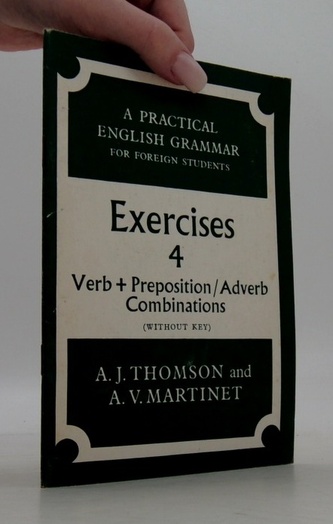 A PRACTICAL
ENGLISH GRAMMAR
FOR FOREIGN STUDENTS
Exercises
4
Verb + Preposition/Adverb
Combinations
(WITHOUT KEY)
A. J. THOMSON and
A. V. MARTINET